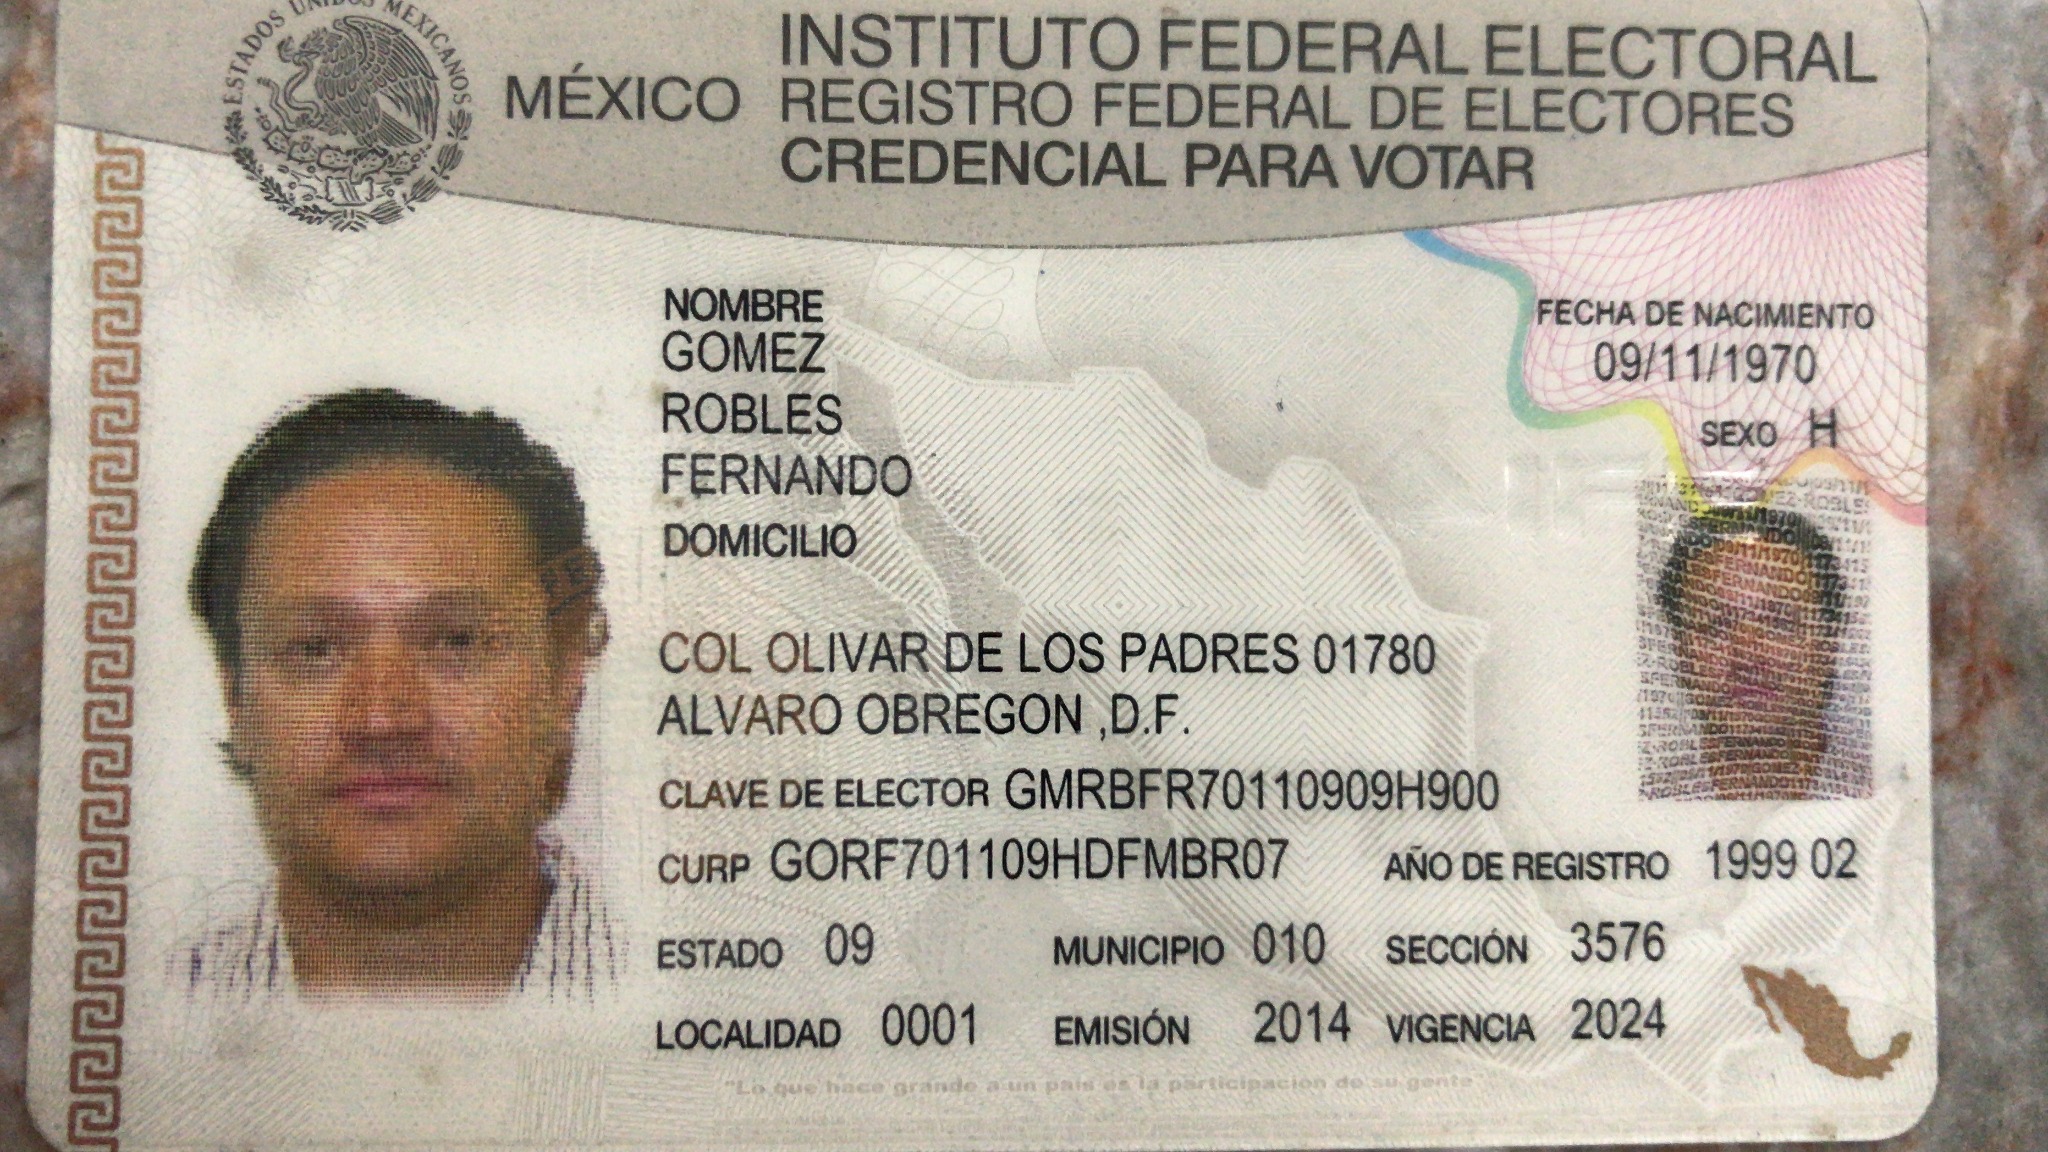 ESTADOS UNIDOS MEXICANOS
MÉXICO
INSTITUTO FEDERAL ELECTORAL
REGISTRO FEDERAL DE ELECTORES
CREDENCIAL PARA VOTAR
NOMBRE
GOMEZ
ROBLES
FERNANDO
FECHA DE NACIMIENTO
09/11/1970
SEXO H
DOMICILIO
COL OLIVAR DE LOS PADRES 01780
ALVARO OBREGON ,D.F.
CLAVE DE ELECTOR GMRBFR70110909H900
CURP GORF701109HDFMBR07 AÑO DE REGISTRO 1999 02
ESTADO 09 MUNICIPIO 010 SECCIÓN 3576
LOCALIDAD 0001 EMISIÓN 2014 VIGENCIA 2024
"Lo que hace grande a un pais es la participacion de su gente"